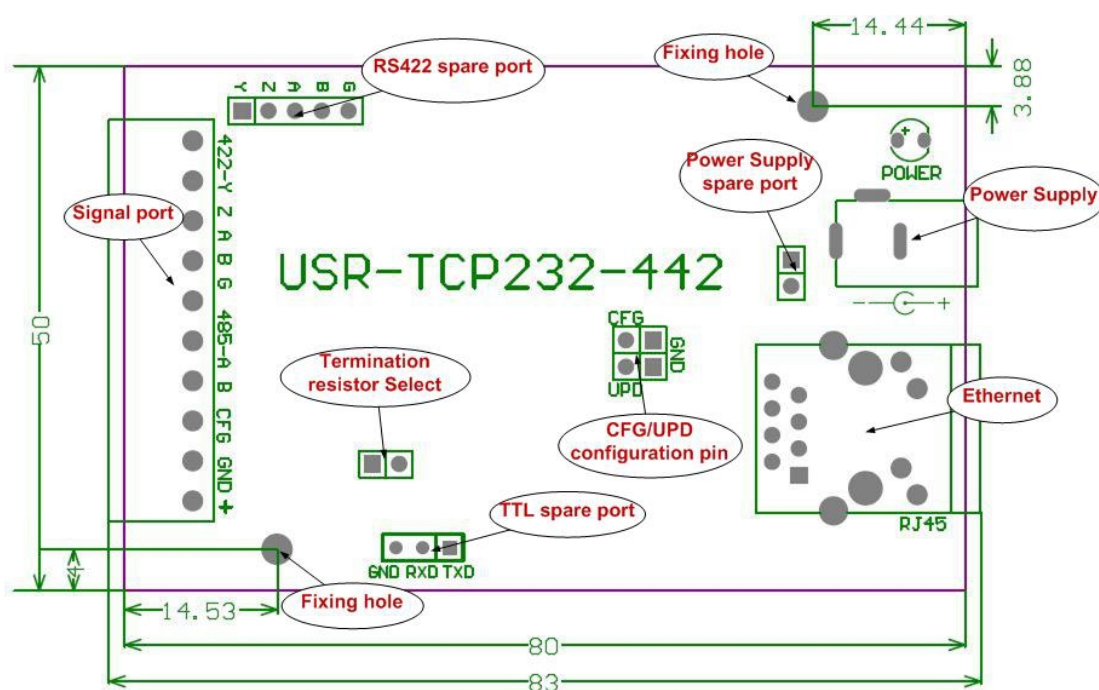 14.44
Fixing hole
3.88
RS422 spare port
Y Z A B G
POWER
Power Supply
spare port
Power Supply
Signal port
422-Y
Z
A
B
G
485-A
B
CFG
GND
+
USR-TCP232-442
- +
50
CFG
GND
UPD
Termination
resistor Select
Ethernet
CFG/UPD
configuration pin
TTL spare port
RJ45
GND RXD TXD
4
Fixing hole
14.53
80
83